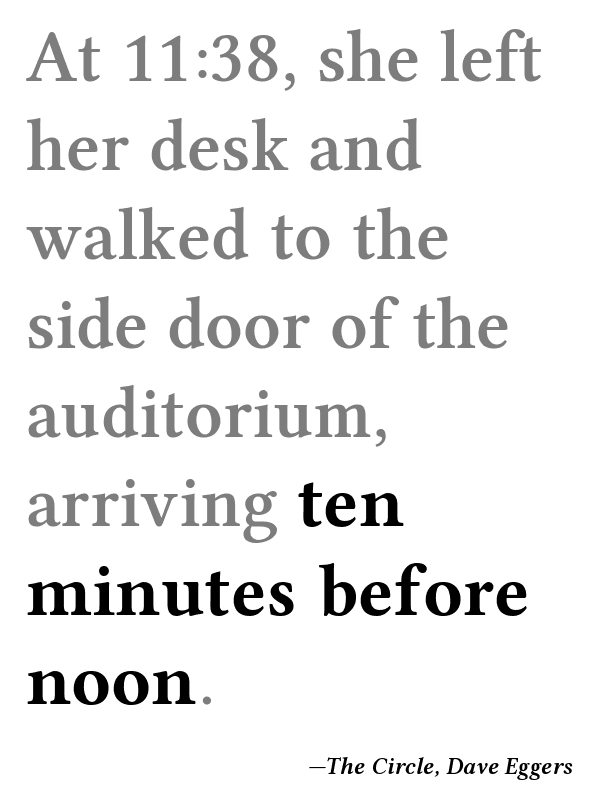 At 11:38, she left
her desk and
walked to the
side door of the
auditorium,
arriving ten
minutes before
noon.
—The Circle, Dave Eggers